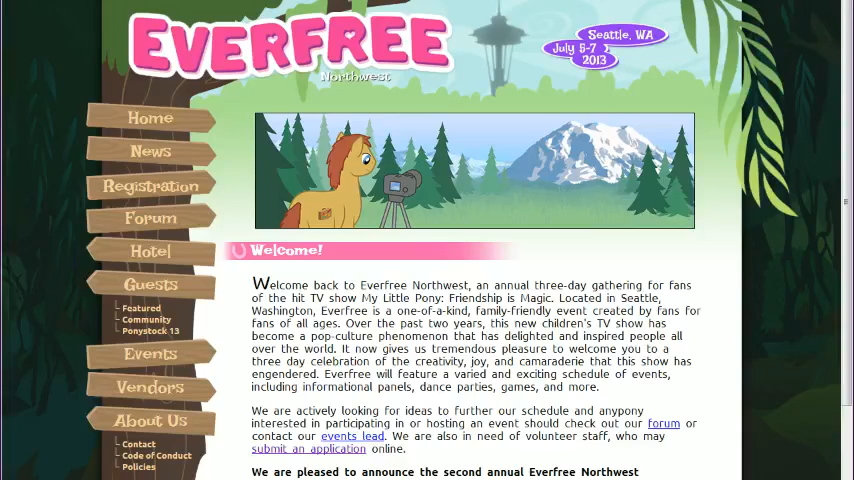 EVERFREE
Northwest
Seattle, WA
July 5-7
2013
Home
News
Registration
Forum
Hotel
Guests
Featured
Community
Ponystock 13
Events
Vendors
About Us
Contact
Code of Conduct
Policies
Welcome!
Welcome back to Everfree Northwest, an annual three-day gathering for fans
of the hit TV show My Little Pony: Friendship is Magic. Located in Seattle,
Washington, Everfree is a one-of-a-kind, family-friendly event created by fans for
fans of all ages. Over the past two years, this new children's TV show has
become a pop-culture phenomenon that has delighted and inspired people all
over the world. It now gives us tremendous pleasure to welcome you to a
three day celebration of the creativity, joy, and camaraderie that this show has
engendered. Everfree will feature a varied and exciting schedule of events,
including informational panels, dance parties, games, and more.
We are actively looking for ideas to further our schedule and anypony
interested in participating in or hosting an event should check out our forum or
contact our events lead. We are also in need of volunteer staff, who may
submit an application online.
We are pleased to announce the second annual Everfree Northwest